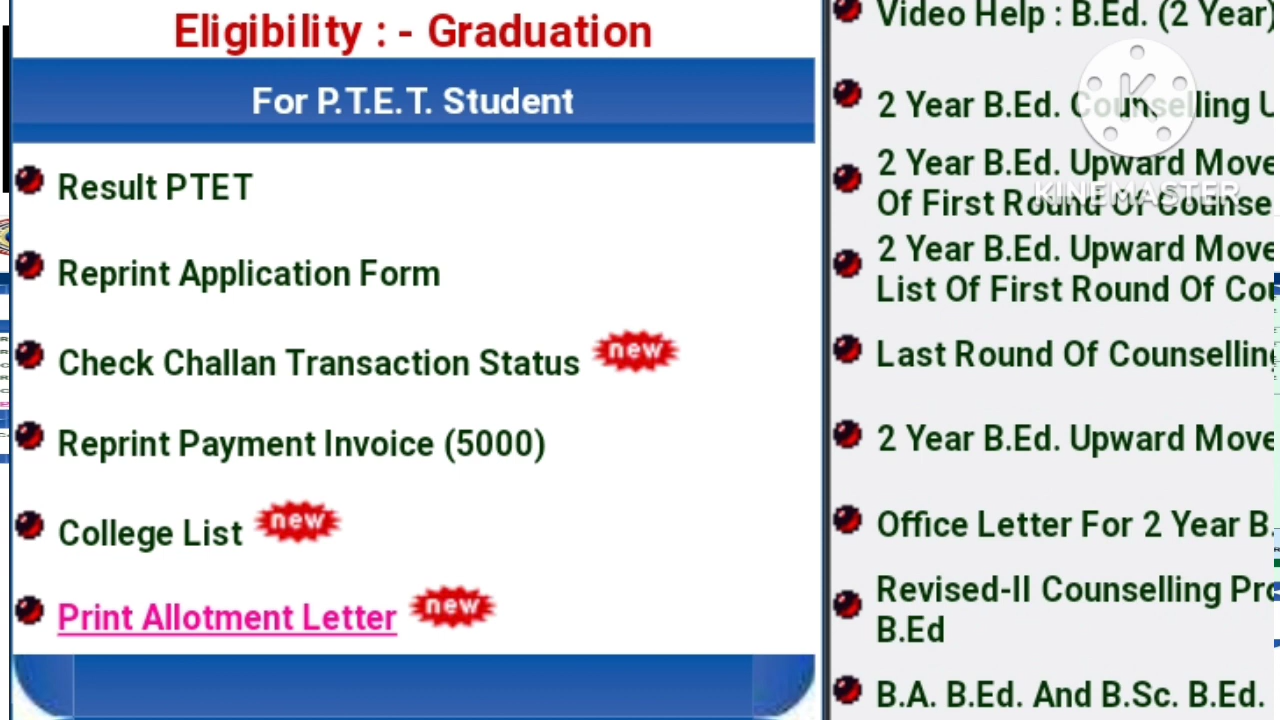 Eligibility : - Graduation
For P.T.E.T. Student
Result PTET
Reprint Application Form
Check Challan Transaction Status new
Reprint Payment Invoice (5000)
College List new
Print Allotment Letter new
Video Help : B.Ed. (2 Year)
2 Year B.Ed. Counselling
2 Year B.Ed. Upward
Of First Round Of
2 Year B.Ed. Upward
List Of First Round Of
Last Round Of
2 Year B.Ed. Upward
Office Letter For 2 Year
Revised-II Counselling
B.Ed
B.A. B.Ed. And B.Sc. B.Ed.
KINEMASTER